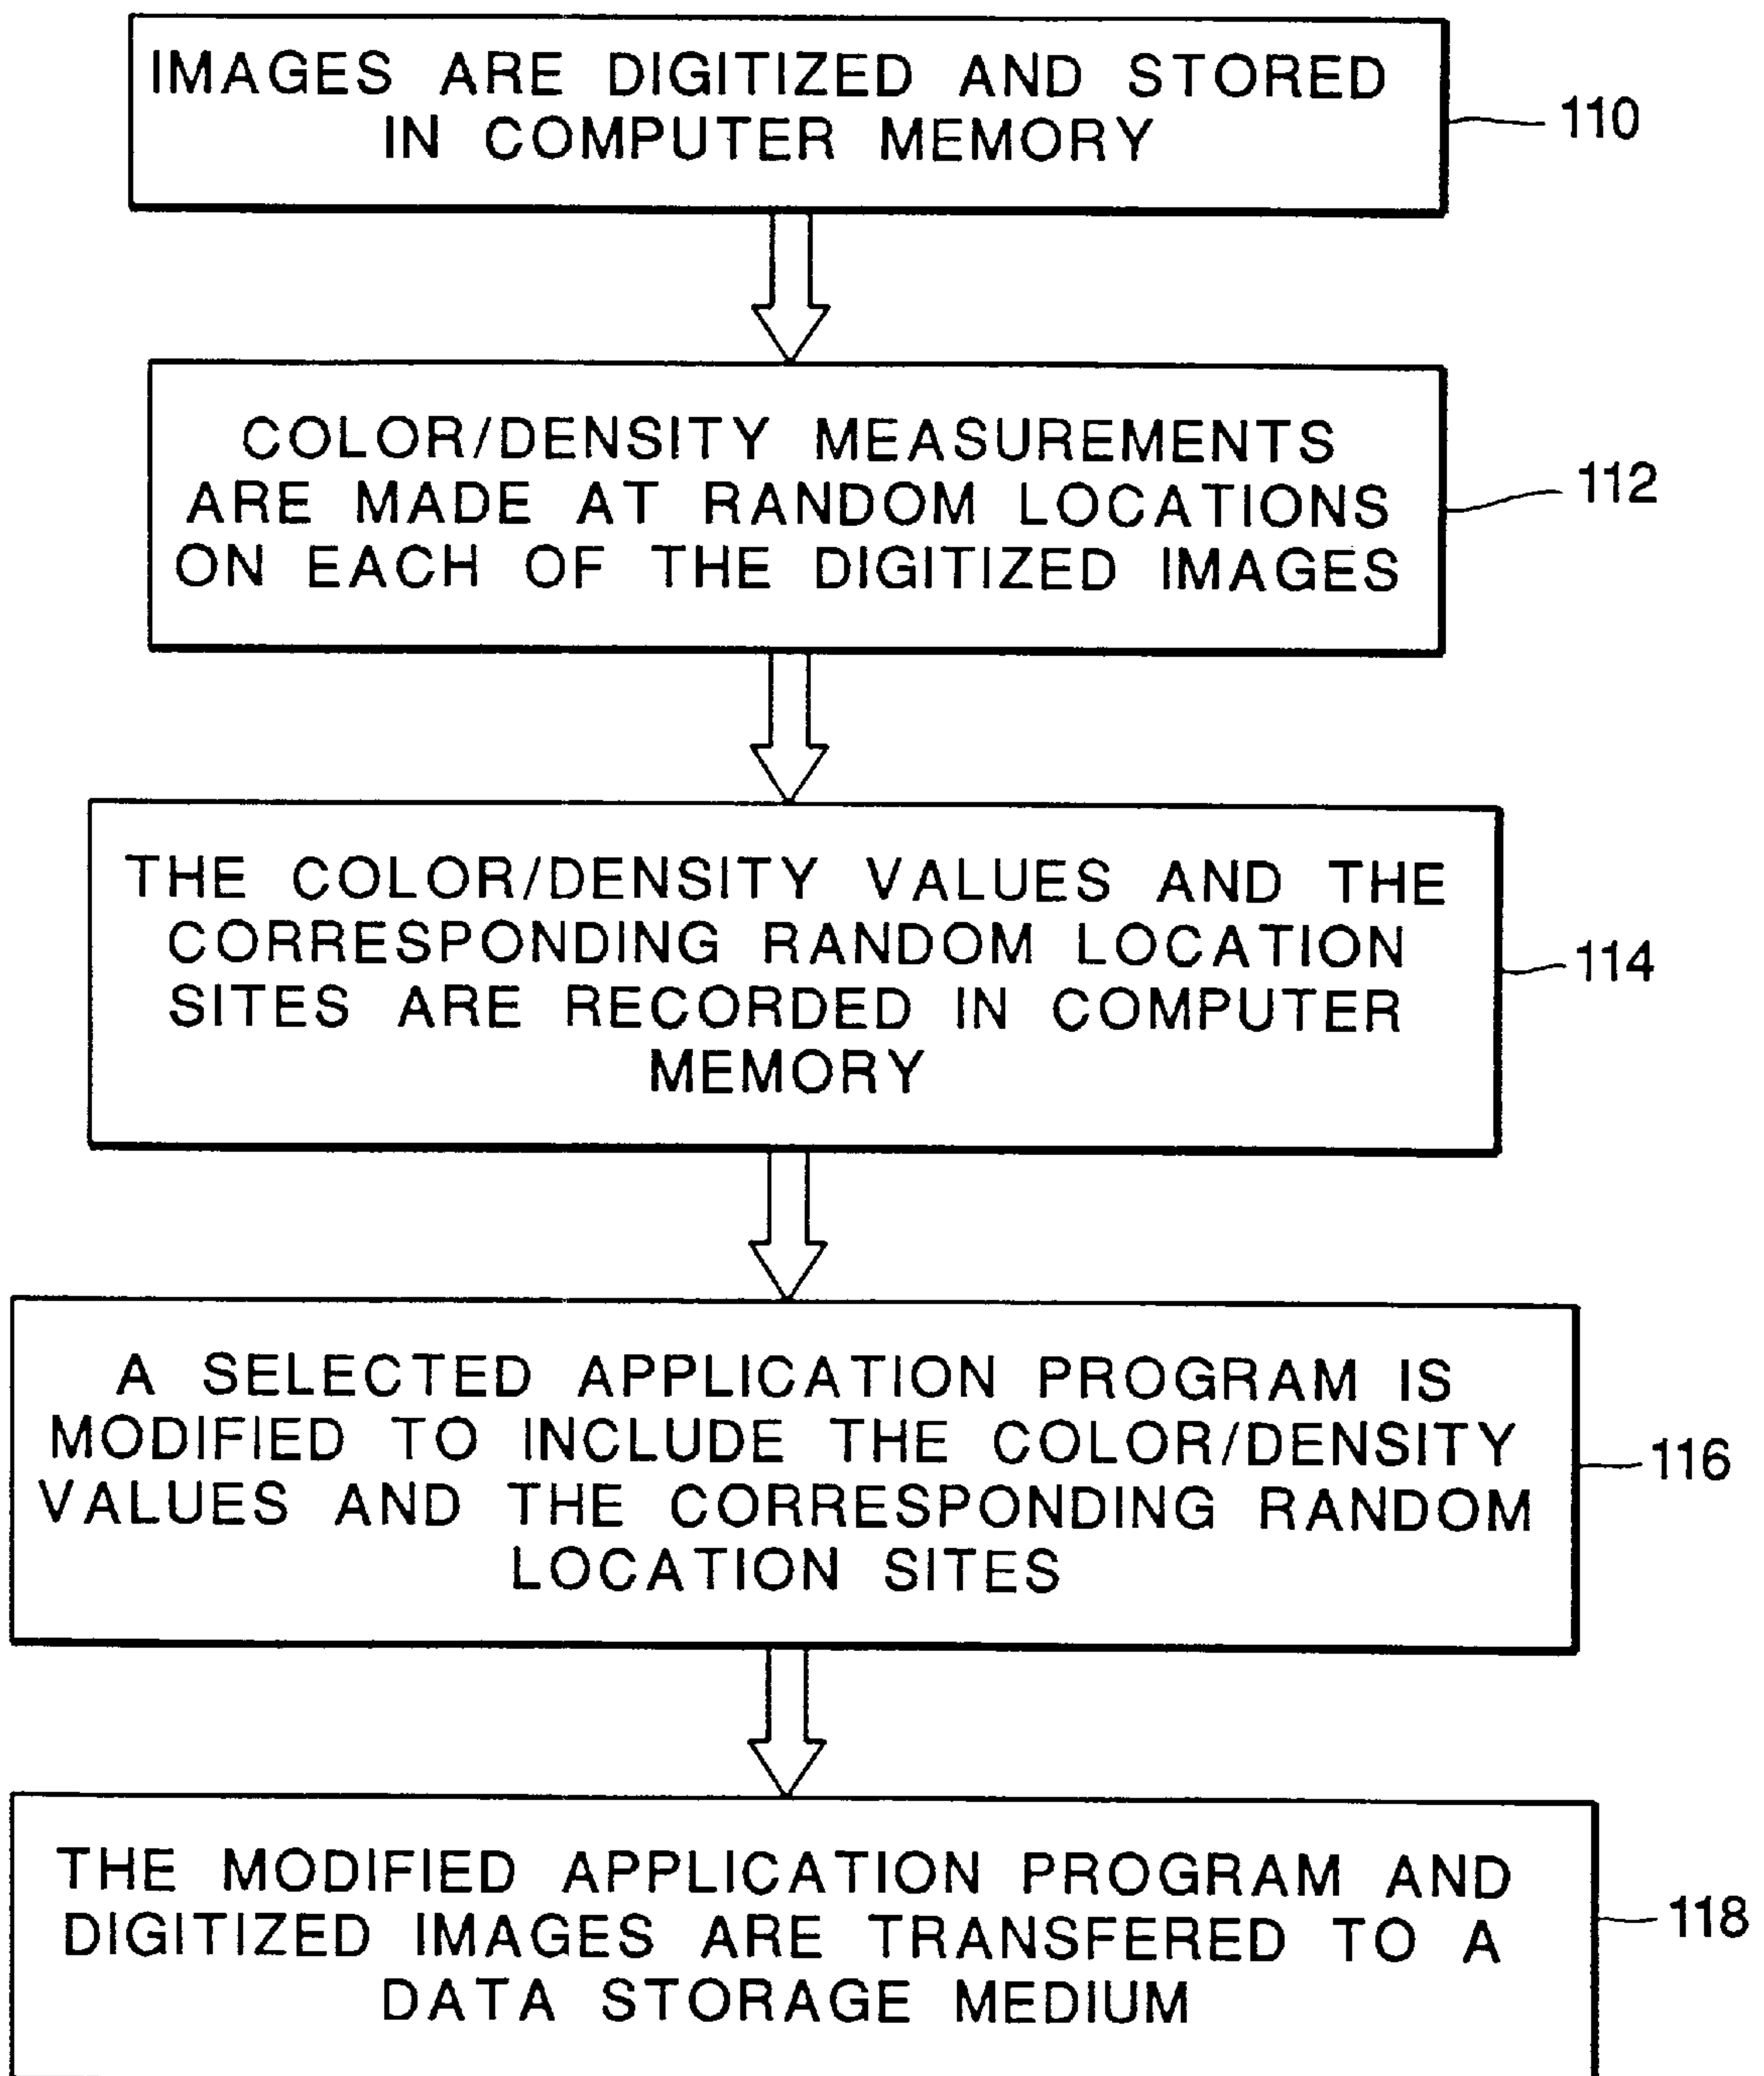 IMAGES ARE DIGITIZED AND STORED
IN COMPUTER MEMORY
110
COLOR/DENSITY MEASUREMENTS
ARE MADE AT RANDOM LOCATIONS
ON EACH OF THE DIGITIZED IMAGES
112
THE COLOR/DENSITY VALUES AND THE
CORRESPONDING RANDOM LOCATION
SITES ARE RECORDED IN COMPUTER
MEMORY
114
A SELECTED APPLICATION PROGRAM IS
MODIFIED TO INCLUDE THE COLOR/DENSITY
VALUES AND THE CORRESPONDING RANDOM
LOCATION SITES
116
THE MODIFIED APPLICATION PROGRAM AND
DIGITIZED IMAGES ARE TRANSFERED TO A
DATA STORAGE MEDIUM
118